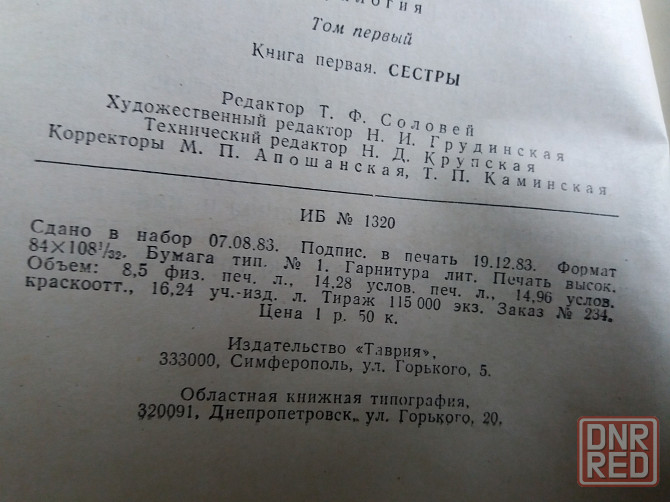 Том первый
Книга первая. СЕСТРЫ
Редактор Т. Ф. Соловей
Художественный редактор Н. И. Грудинская
Технический редактор Н. Д. Крупская
Корректоры М. П. Апошанская, Т. П. Каминская
ИБ № 1320
Сдано в набор 07.08.83. Подпис. в печать 19.12.83. Формат
84×108¹/₃₂. Бумага тип. № 1. Гарнитура лит. Печать высок.
Объем: 8,5 физ. печ. л., 14,28 услов. печ. л., 14,96 услов.
краскоотт., 16,24 уч.-изд. л. Тираж 115 000 экз. Заказ № 234.
Цена 1 р. 50 к.
Издательство «Таврия»,
333000, Симферополь, ул. Горького, 5.
Областная книжная типография,
320091, Днепропетровск, ул. Горького, 20.
DNR
RED